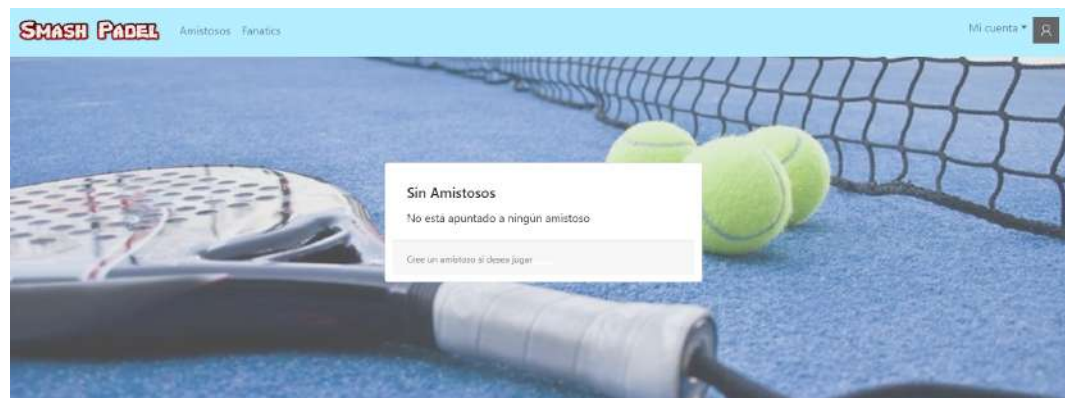 SMASH PADEL Amistosos Fanatics Mi cuenta
Sin Amistosos
No está apuntado a ningún amistoso
Cree un amistoso si desea jugar